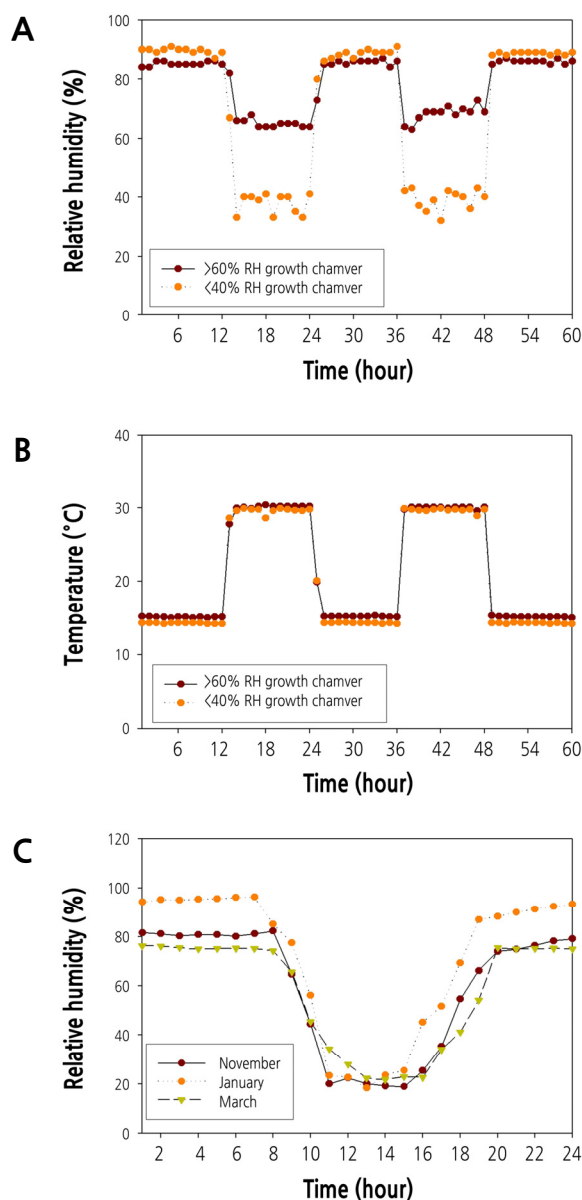 A
Relative humidity (%)
100
80
60
40
20
0
>60% RH growth chamver
<40% RH growth chamver
6 12 18 24 30 36 42 48 54 60
Time (hour)
B
Temperature (°C)
40
30
20
10
0
>60% RH growth chamver
<40% RH growth chamver
6 12 18 24 30 36 42 48 54 60
Time (hour)
C
Relative humidity (%)
120
100
80
60
40
20
0
November
January
March
2 4 6 8 10 12 14 16 18 20 22 24
Time (hour)